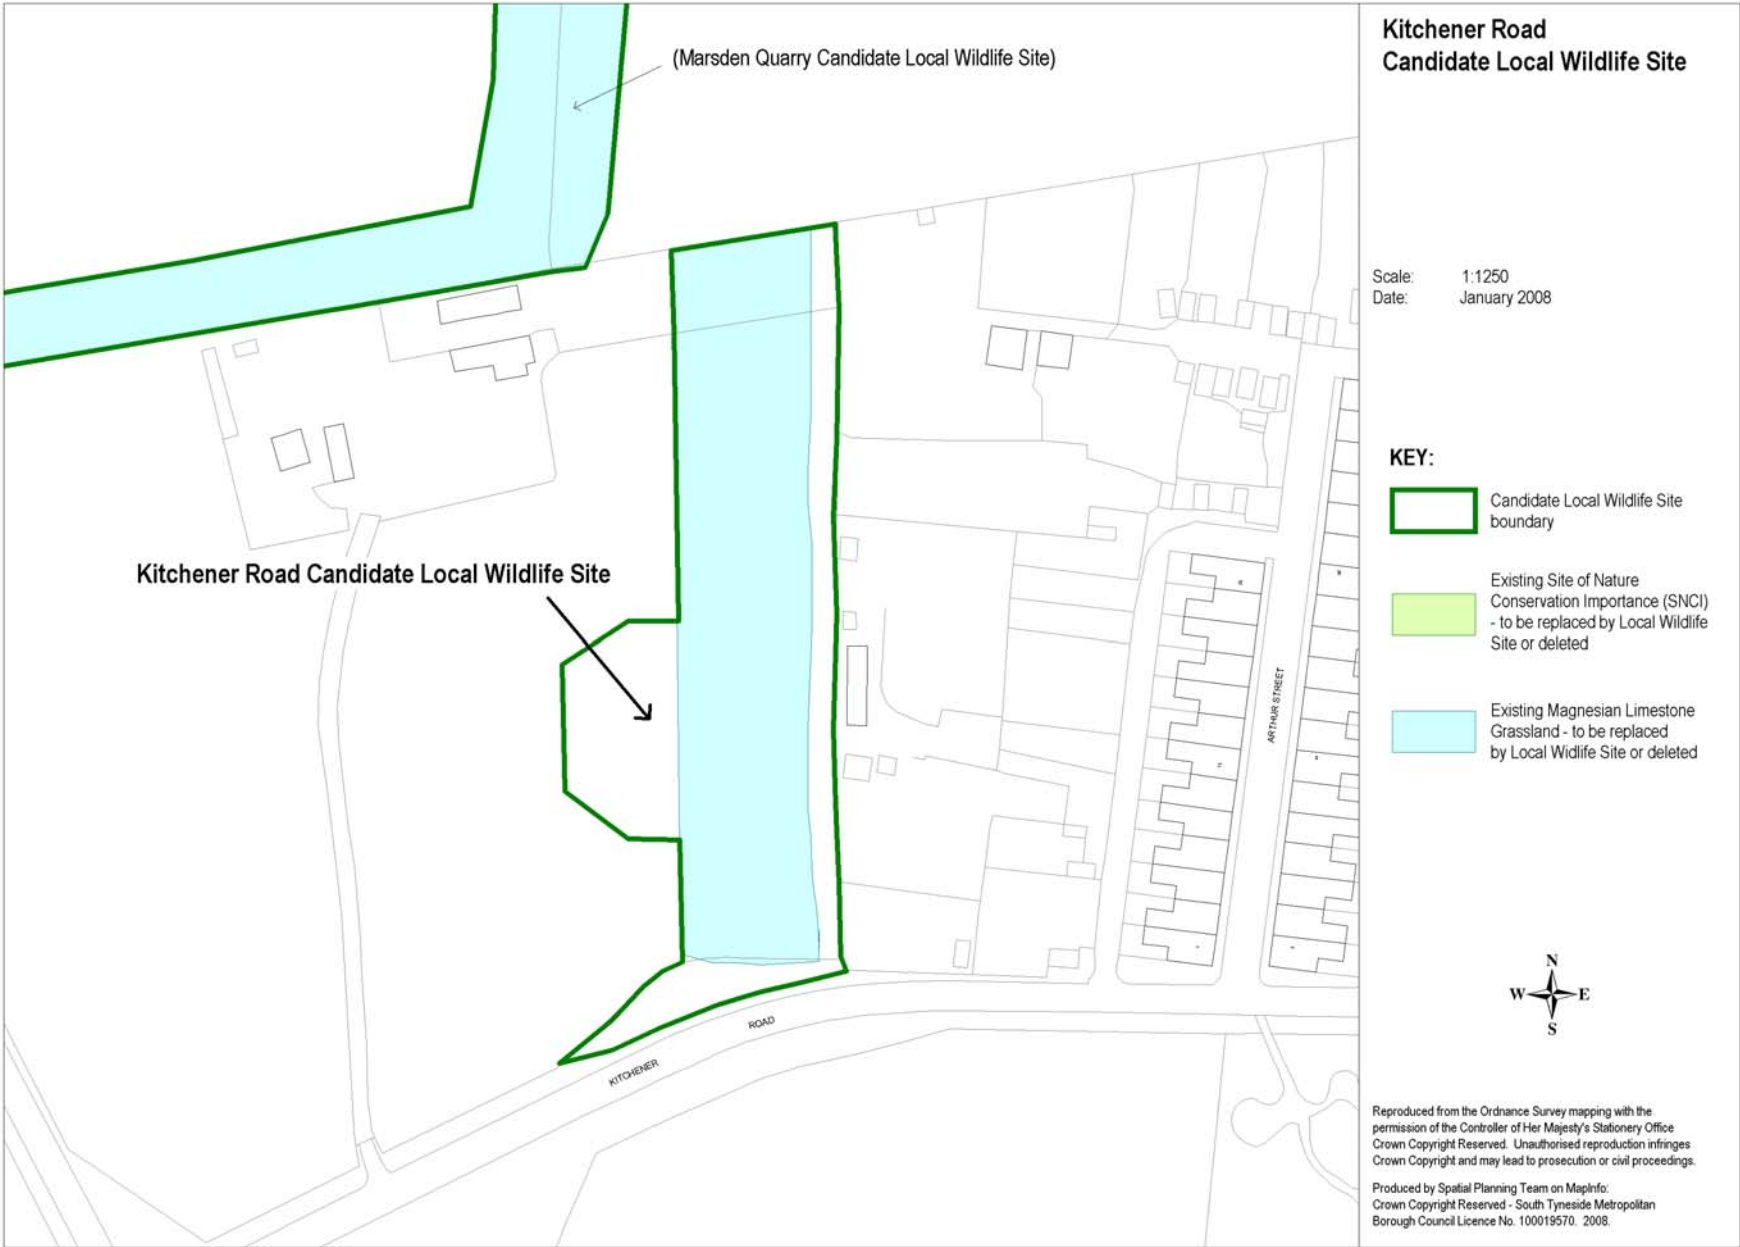 Kitchener Road
Candidate Local Wildlife Site
(Marsden Quarry Candidate Local Wildlife Site)
Scale: 1:1250
Date: January 2008
KEY:
Candidate Local Wildlife Site
boundary
Existing Site of Nature
Conservation Importance (SNCI)
- to be replaced by Local Wildlife
Site or deleted
Existing Magnesian Limestone
Grassland - to be replaced
by Local Widlife Site or deleted
Kitchener Road Candidate Local Wildlife Site
ARTHUR STREET
KITCHENER ROAD
N
W E
S
Reproduced from the Ordnance Survey mapping with the
permission of the Controller of Her Majesty's Stationery Office
Crown Copyright Reserved. Unauthorised reproduction infringes
Crown Copyright and may lead to prosecution or civil proceedings.
Produced by Spatial Planning Team on MapInfo:
Crown Copyright Reserved - South Tyneside Metropolitan
Borough Council Licence No. 100019570. 2008.